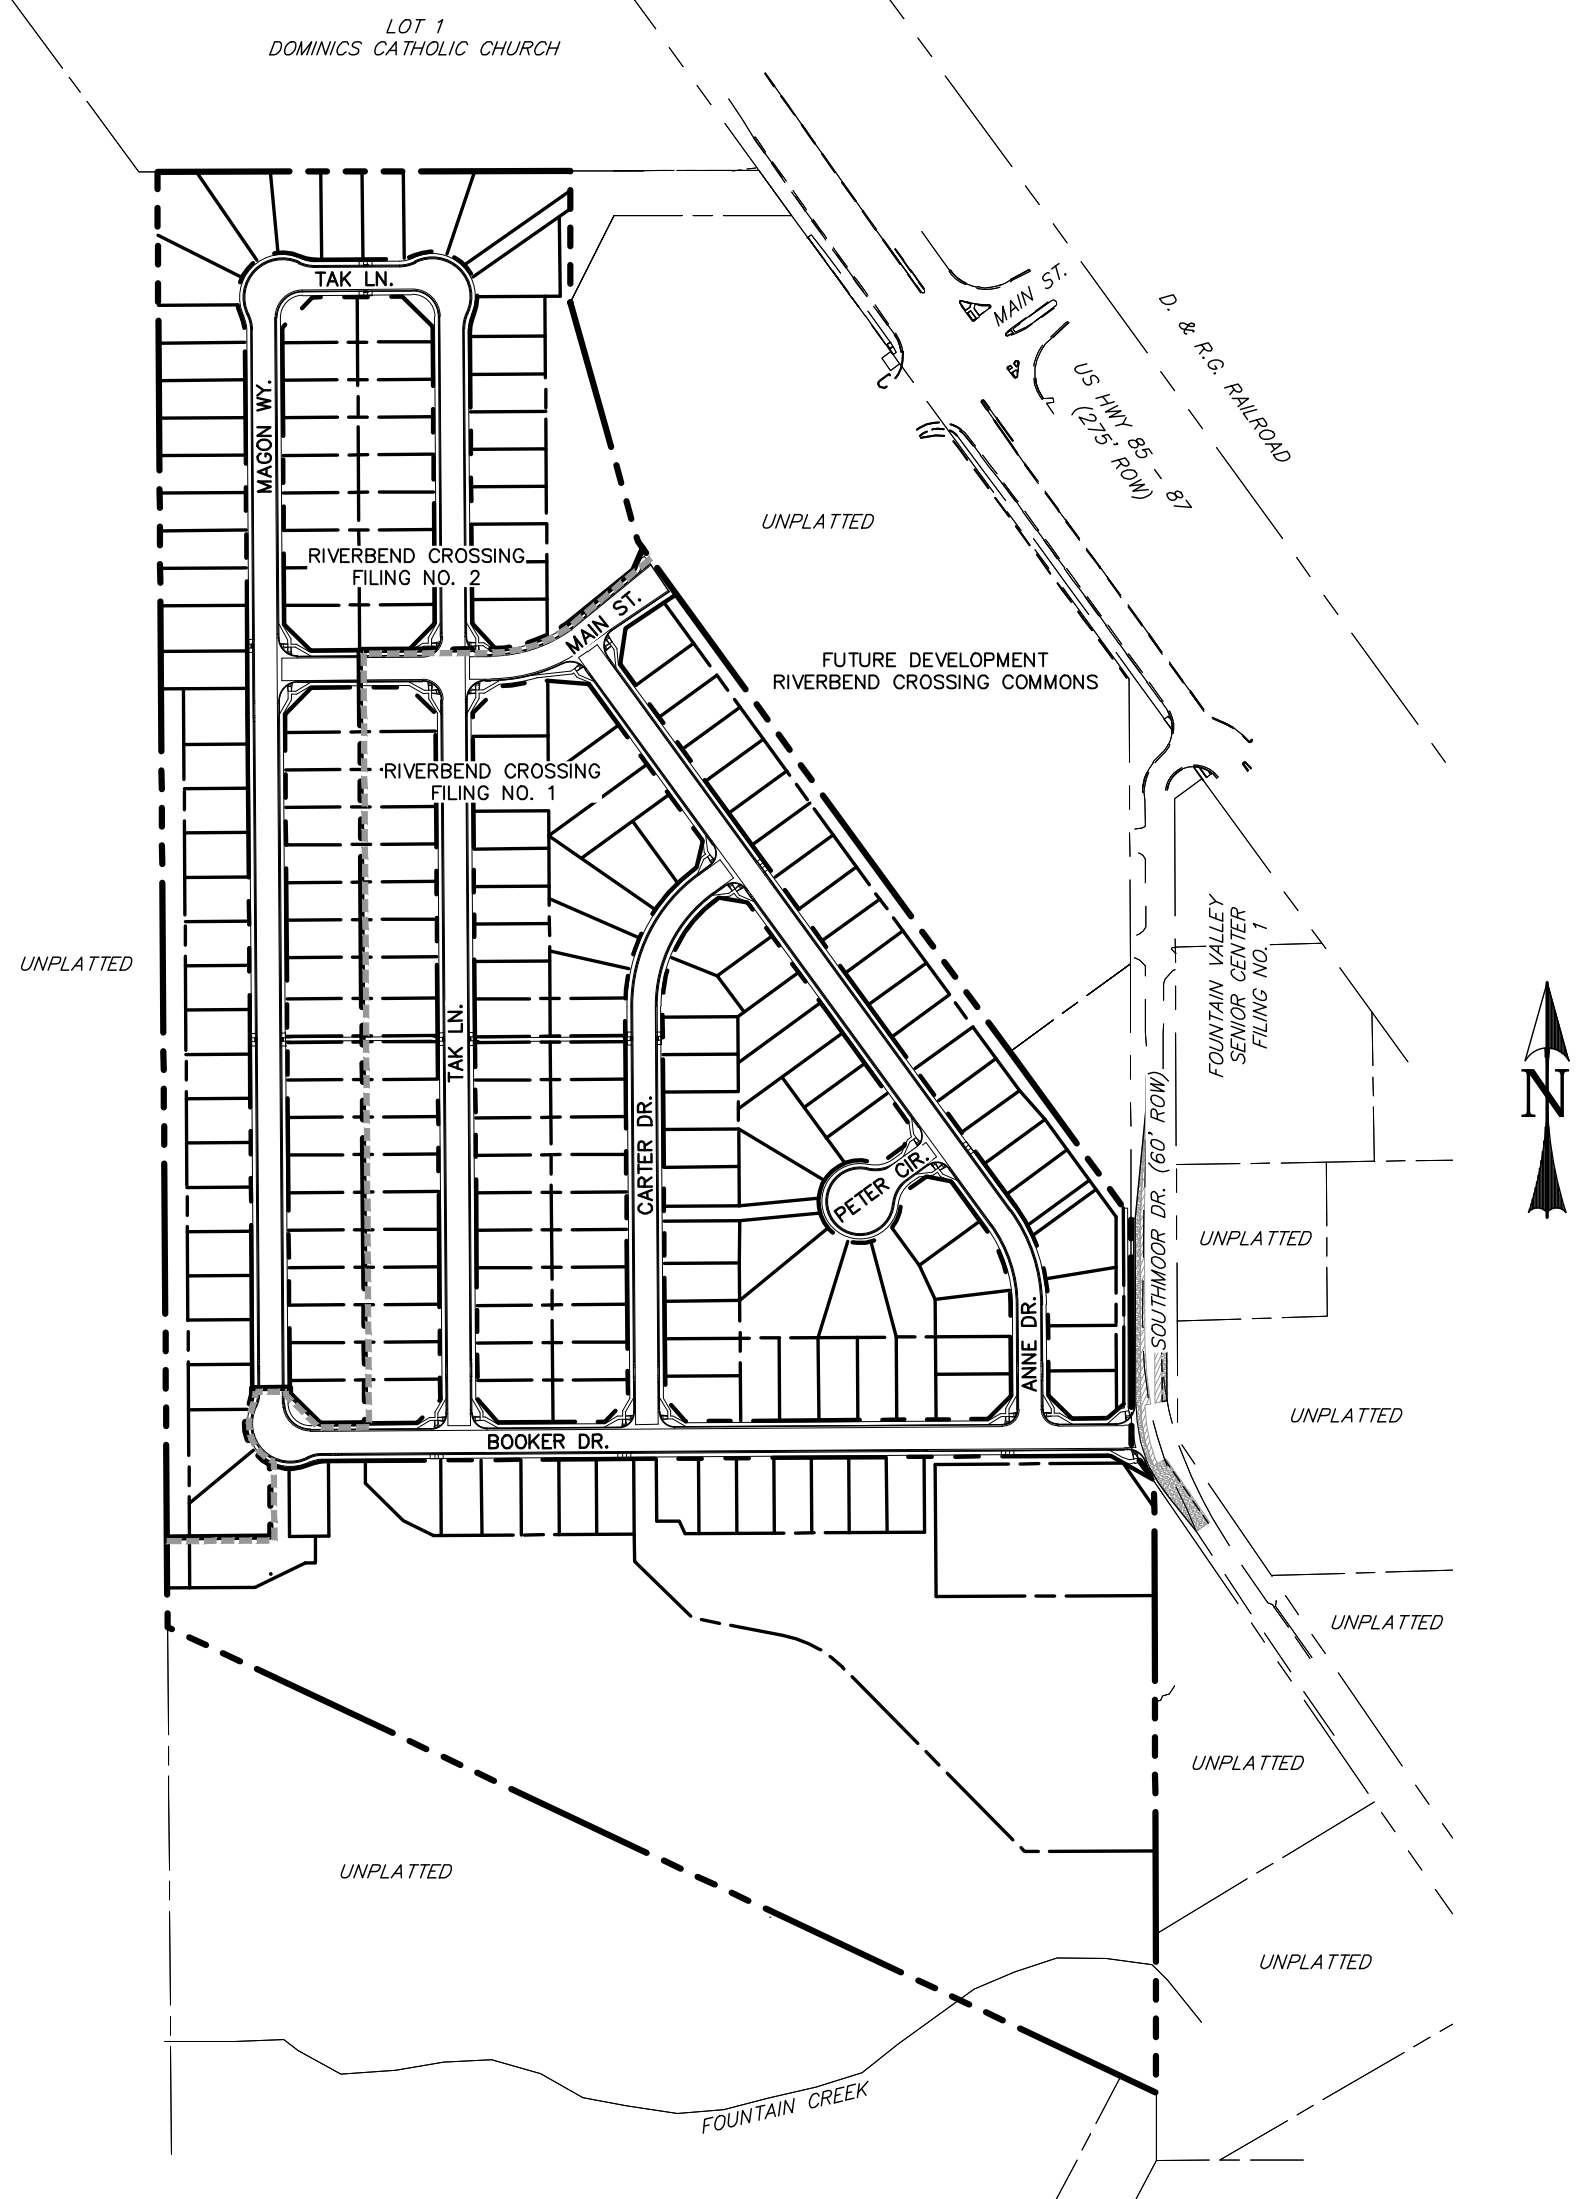 LOT 1
DOMINICS CATHOLIC CHURCH
TAK LN.
MAIN ST.
D. & R.G. RAILROAD
US HWY 85 - 87
(275' ROW)
MAGON WY.
UNPLATTED
RIVERBEND CROSSING
FILING NO. 2
MAIN ST.
FUTURE DEVELOPMENT
RIVERBEND CROSSING COMMONS
RIVERBEND CROSSING
FILING NO. 1
UNPLATTED
FOUNTAIN VALLEY
SENIOR CENTER
FILING NO. 1
TAK LN.
N
CARTER DR.
PETER CIR.
SOUTHMOOR DR. (60' ROW)
UNPLATTED
ANNE DR.
UNPLATTED
BOOKER DR.
UNPLATTED
UNPLATTED
UNPLATTED
UNPLATTED
FOUNTAIN CREEK